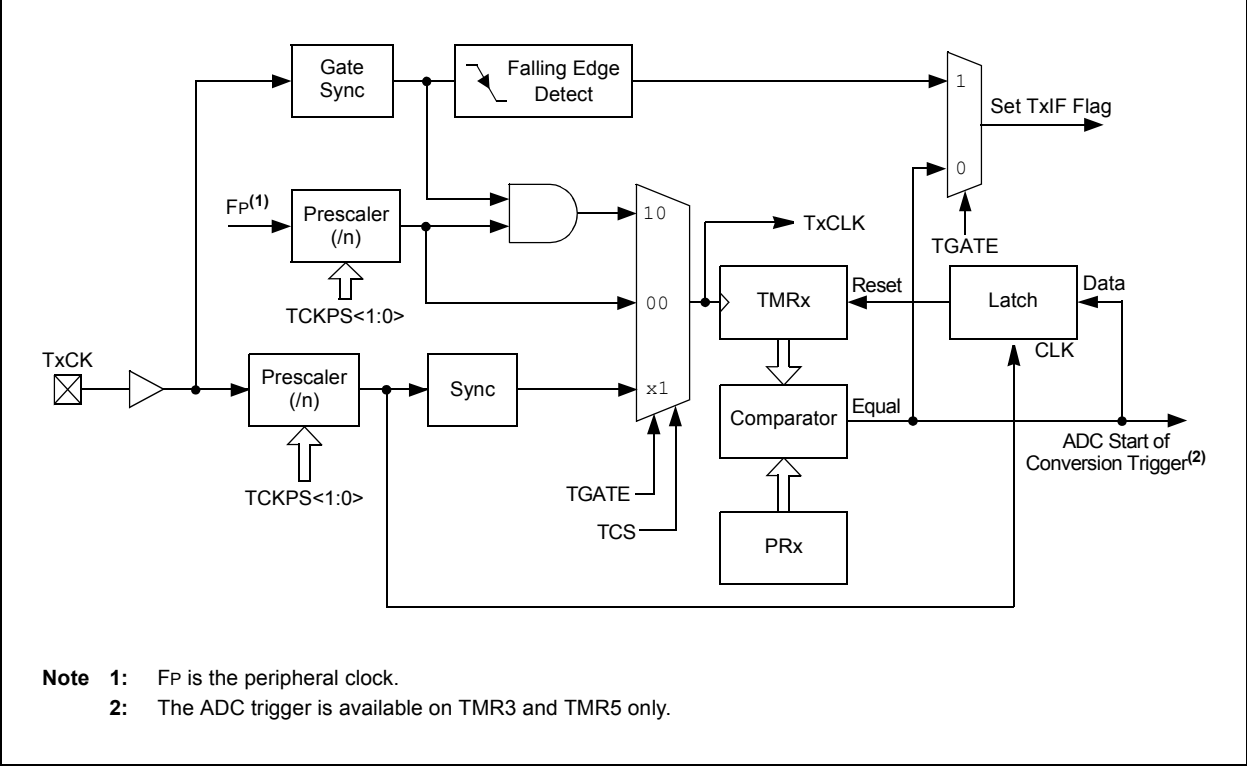 Gate
Sync
Falling Edge
Detect
1
Set TxIF Flag
0
TGATE
FP(1)
Prescaler
(/n)
TCKPS<1:0>
10
00
x1
TxCLK
TMRx
Reset
Latch
Data
CLK
TxCK
Prescaler
(/n)
TCKPS<1:0>
Sync
Comparator
Equal
ADC Start of
Conversion Trigger(2)
TGATE
TCS
PRx
Note 1: FP is the peripheral clock.
2: The ADC trigger is available on TMR3 and TMR5 only.